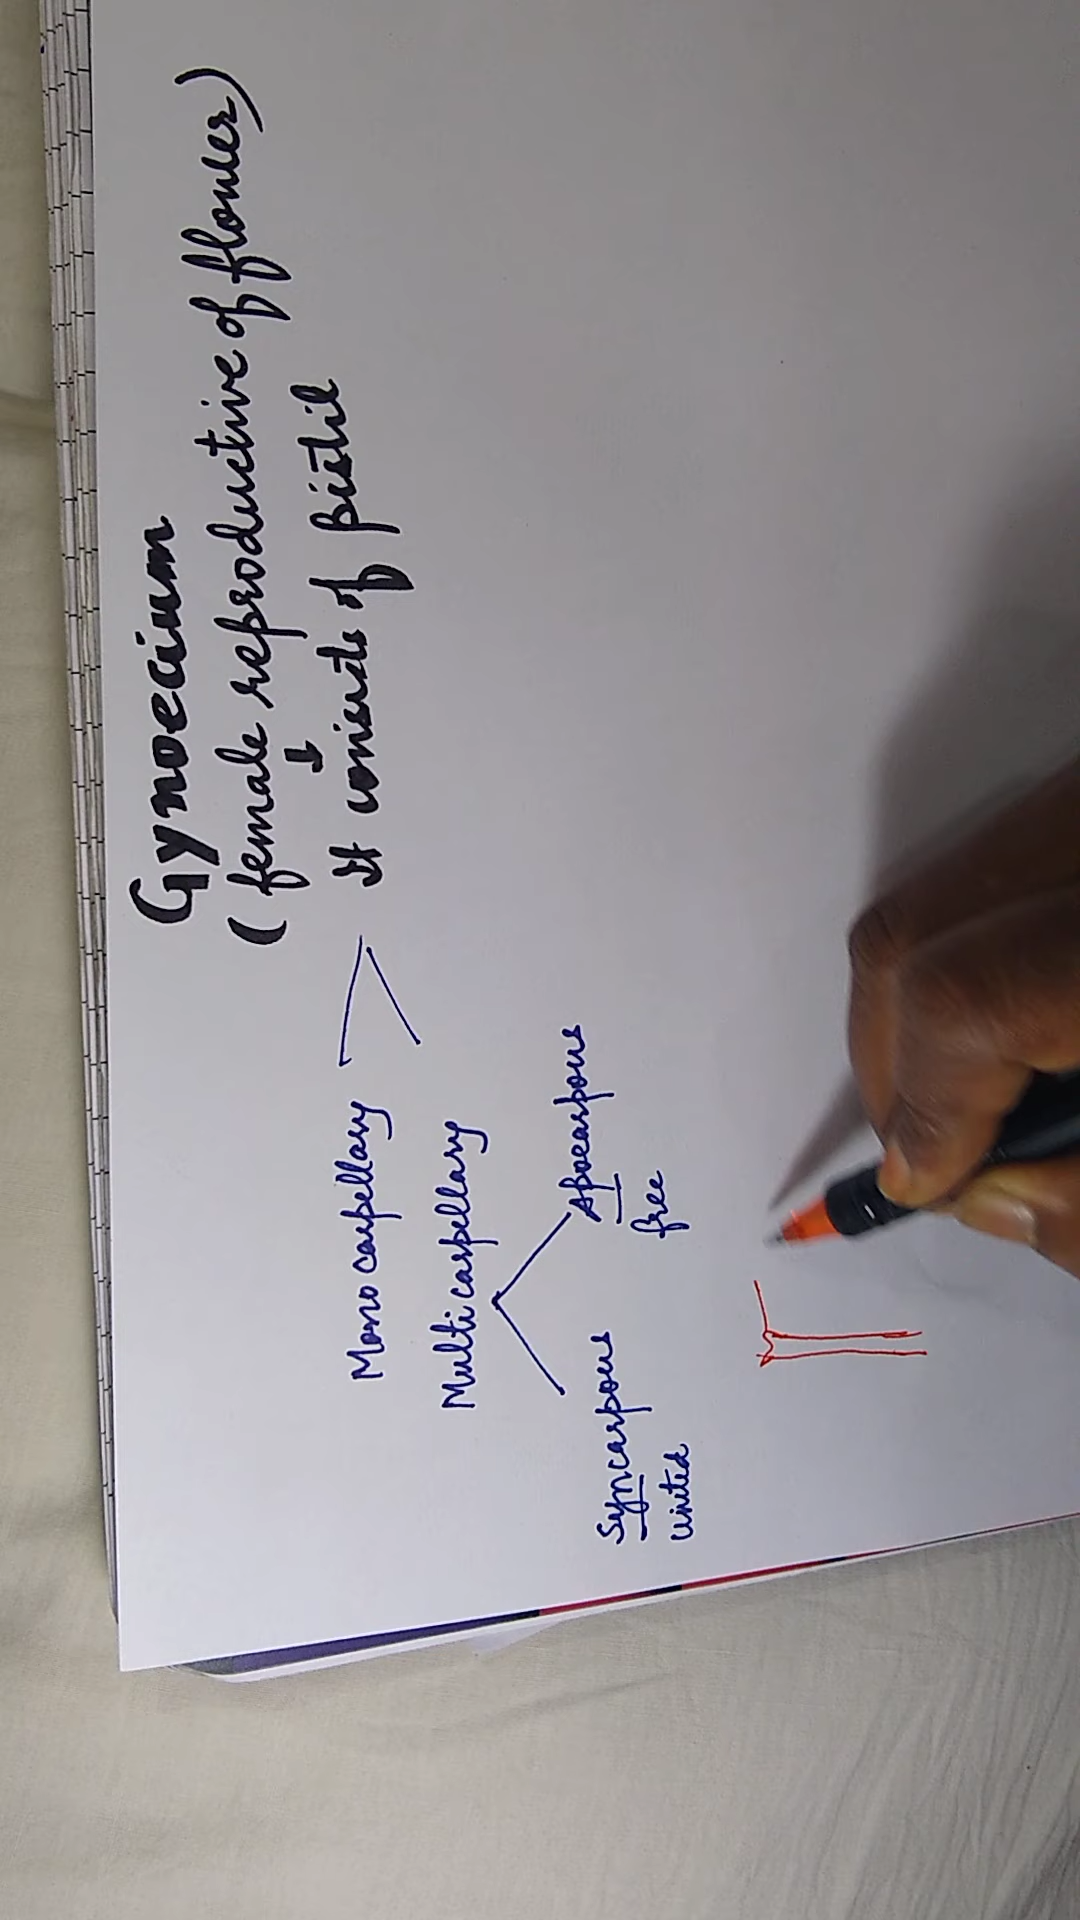 Gynoecium
(female reproductive of flower)
↓
It consists of pistil
Mono carpellary
Multi carpellary
Syncarpous
Apocarpous
united
free